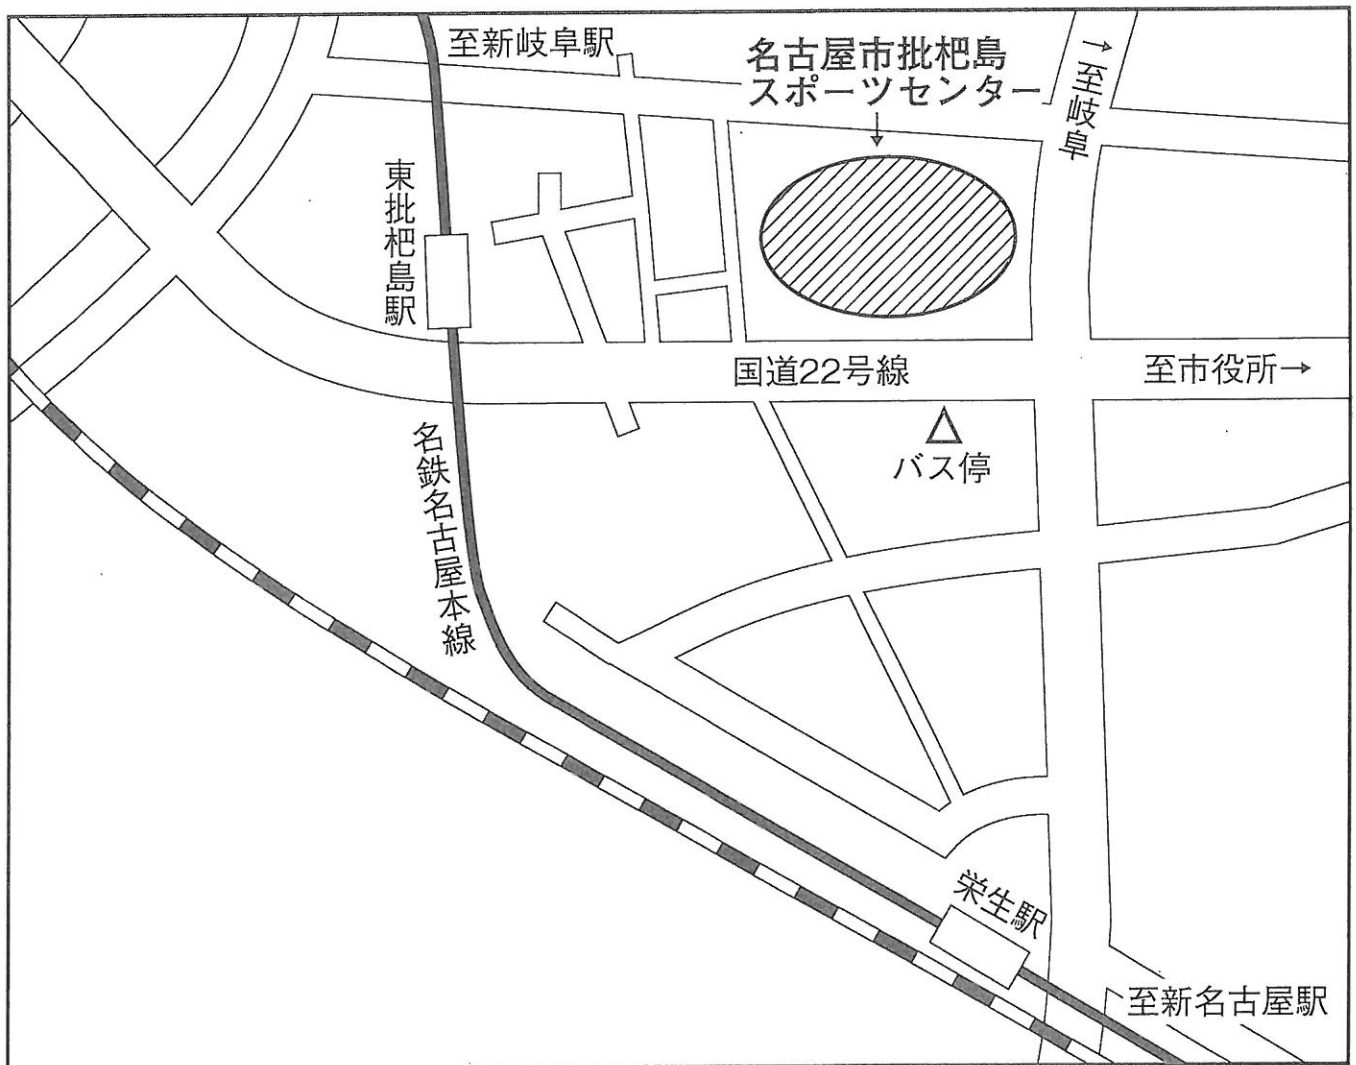 至新岐阜駅
名古屋市批杷島
スポーツセンター
→至岐阜
東批杷島駅
国道22号線
至市役所→
バス停
名鉄名古屋本線
栄生駅
至新名古屋駅